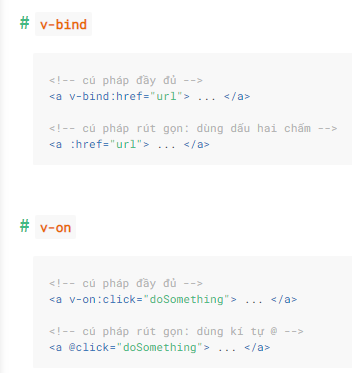 # v-bind
<!-- cú pháp đầy đủ -->
<a v-bind:href="url"> ... </a>
<!-- cú pháp rút gọn: dùng dấu hai chấm -->
<a :href="url"> ... </a>
# v-on
<!-- cú pháp đầy đủ -->
<a v-on:click="doSomething"> ... </a>
<!-- cú pháp rút gọn: dùng kí tự @ -->
<a @click="doSomething"> ... </a>